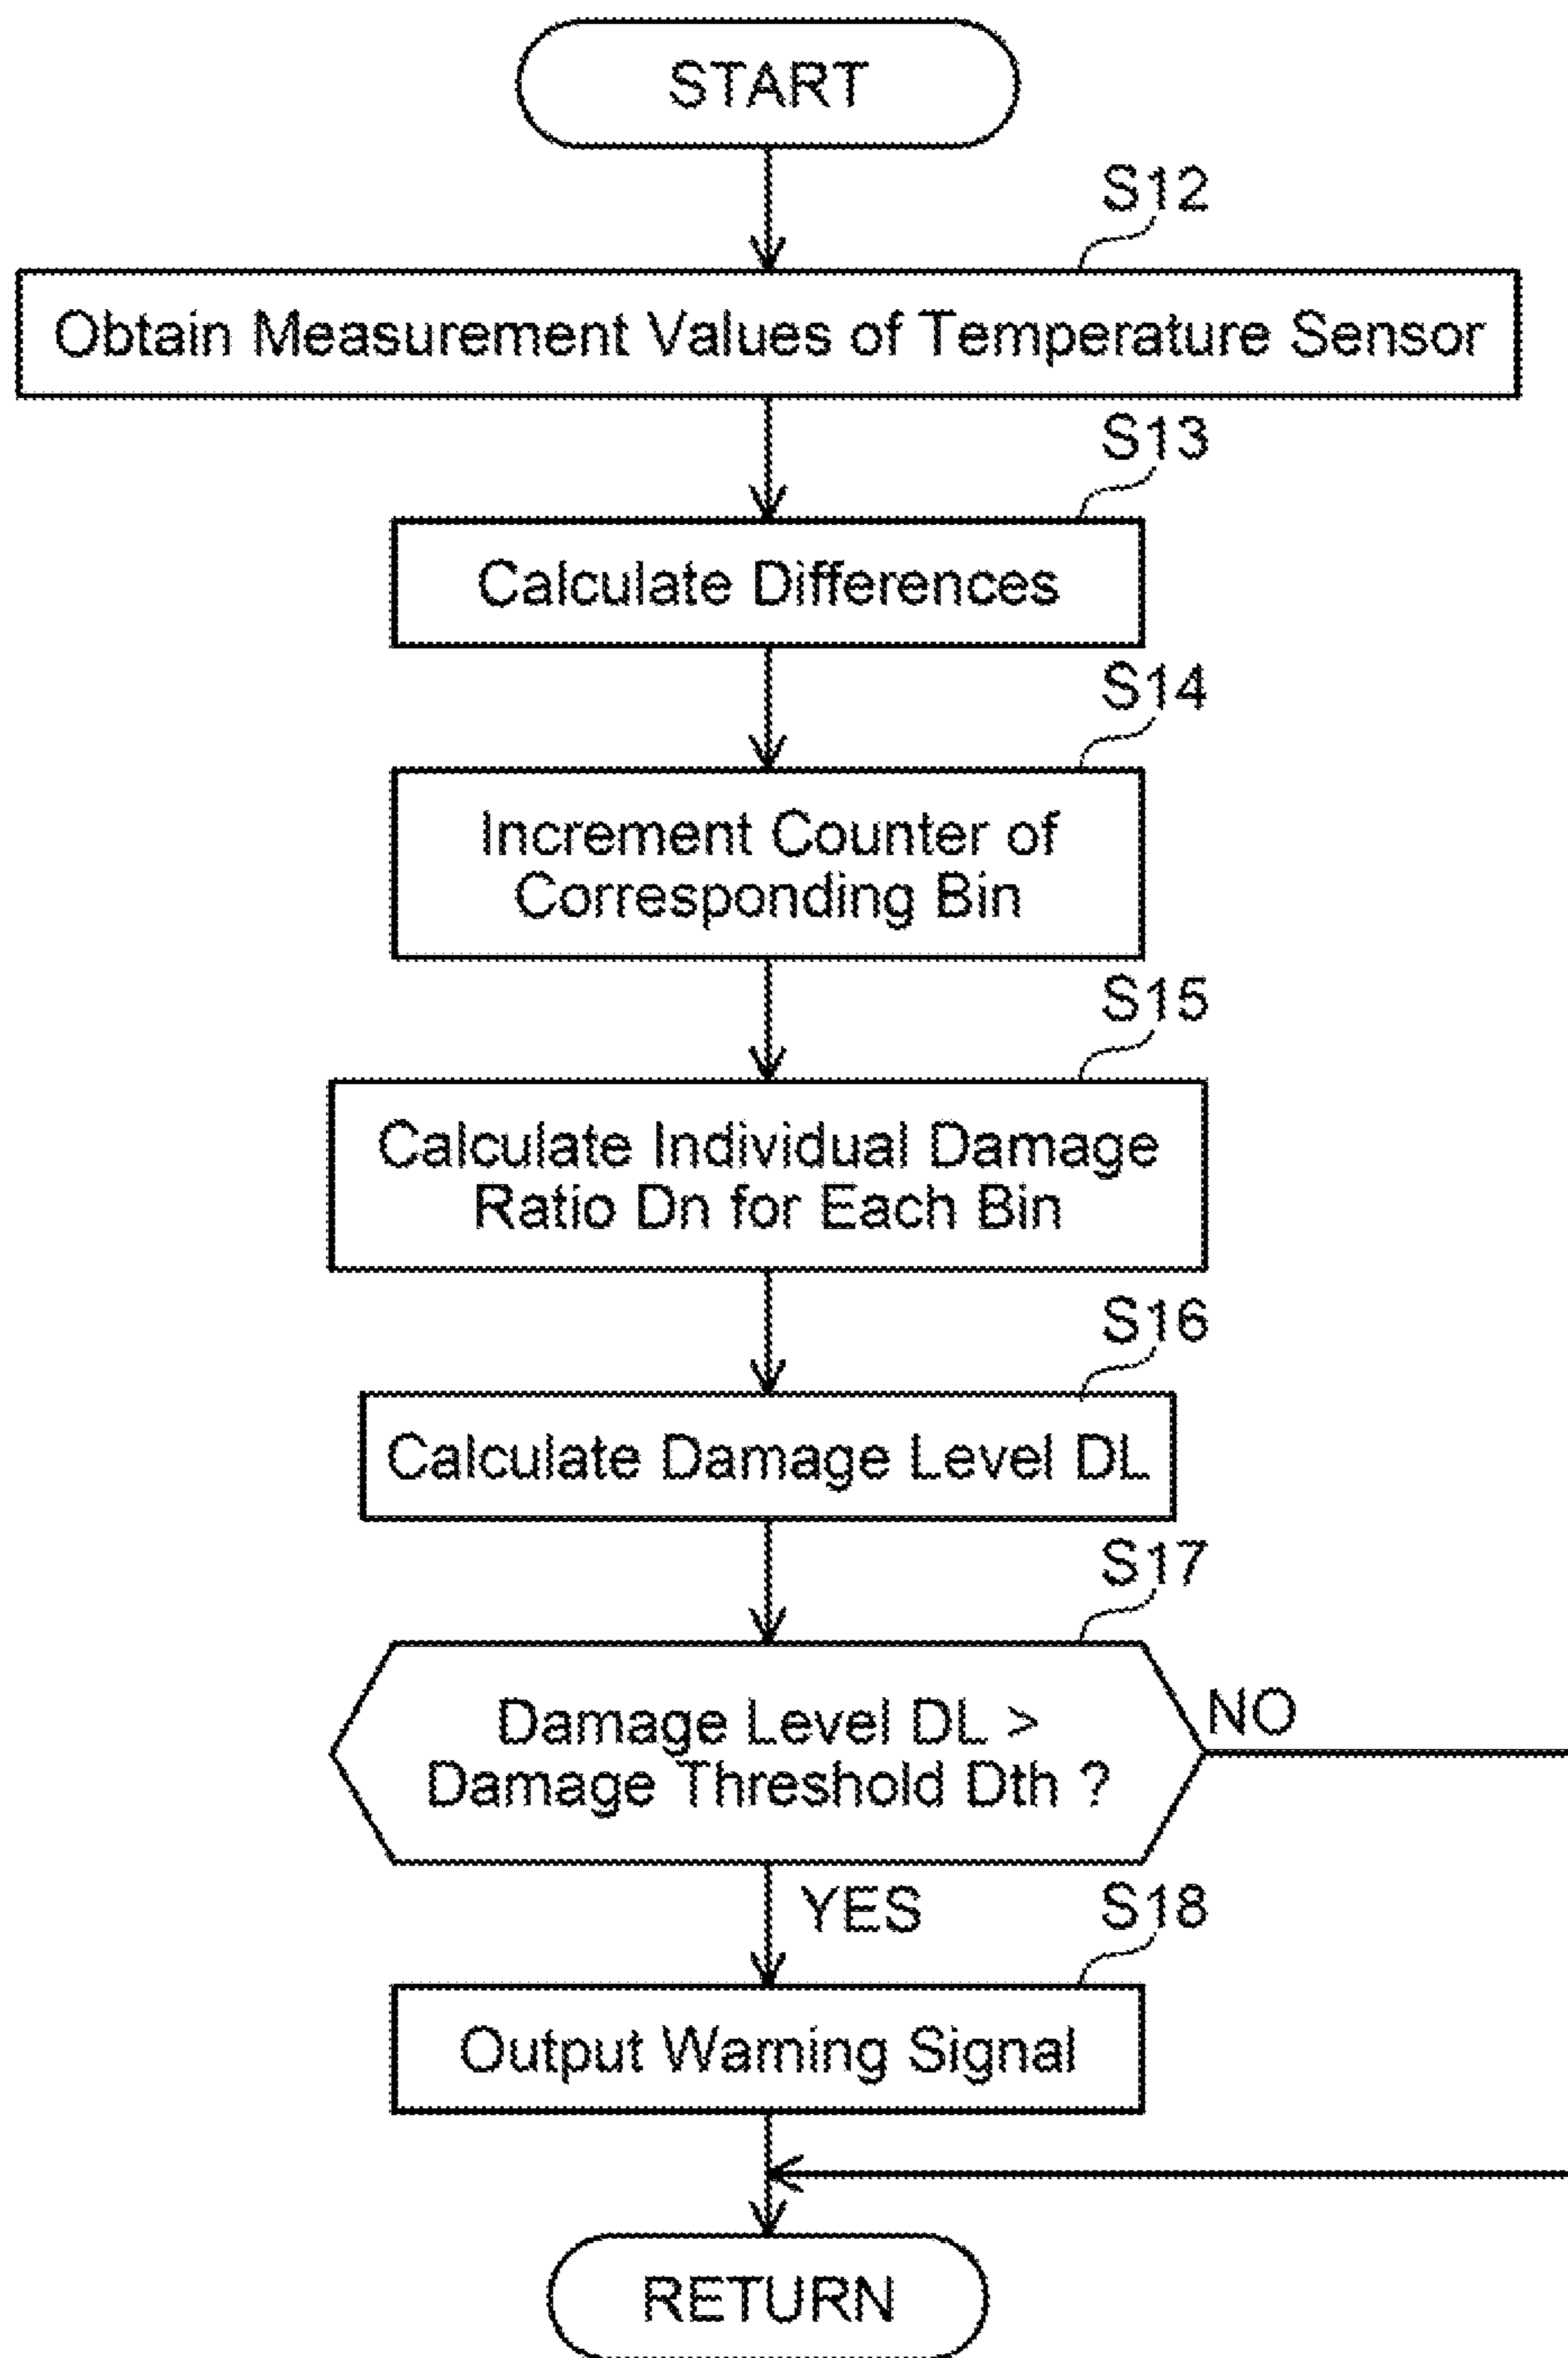 START
S12
Obtain Measurement Values of Temperature Sensor
S13
Calculate Differences
S14
Increment Counter of
Corresponding Bin
S15
Calculate Individual Damage
Ratio Dn for Each Bin
S16
Calculate Damage Level DL
S17
Damage Level DL >
Damage Threshold Dth ?
NO
YES
S18
Output Warning Signal
RETURN